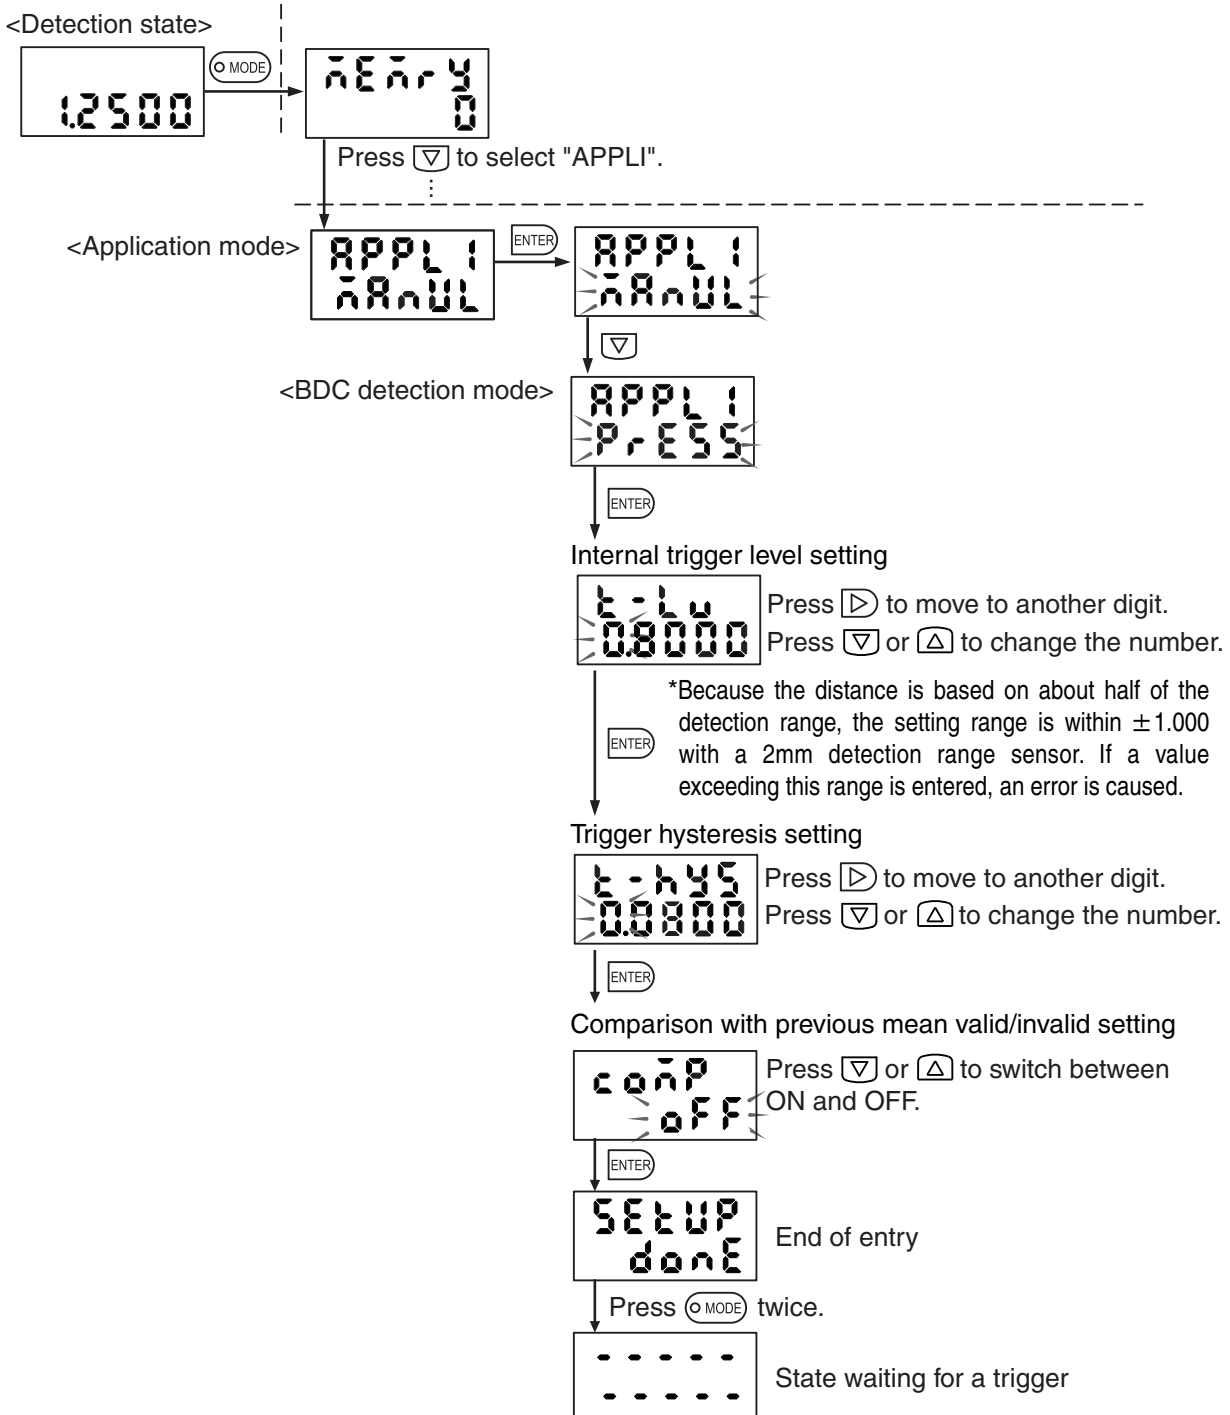 <Detection state>
1.2500
MODE
MEMrY
0
Press to select "APPLI".
<Application mode>
APPLI
MAnUL
ENTER
APPLI
MAnUL
<BDC detection mode>
APPLI
PrESS
ENTER
Internal trigger level setting
t-Lv
0.8000
Press to move to another digit.
Press or to change the number.
*Because the distance is based on about half of the
detection range, the setting range is within ±1.000
with a 2mm detection range sensor. If a value
exceeding this range is entered, an error is caused.
ENTER
Trigger hysteresis setting
t-hYS
0.0800
Press to move to another digit.
Press or to change the number.
ENTER
Comparison with previous mean valid/invalid setting
coMP
oFF
Press or to switch between
ON and OFF.
ENTER
SEtUP
donE
End of entry
Press MODE twice.
-----
-----
State waiting for a trigger